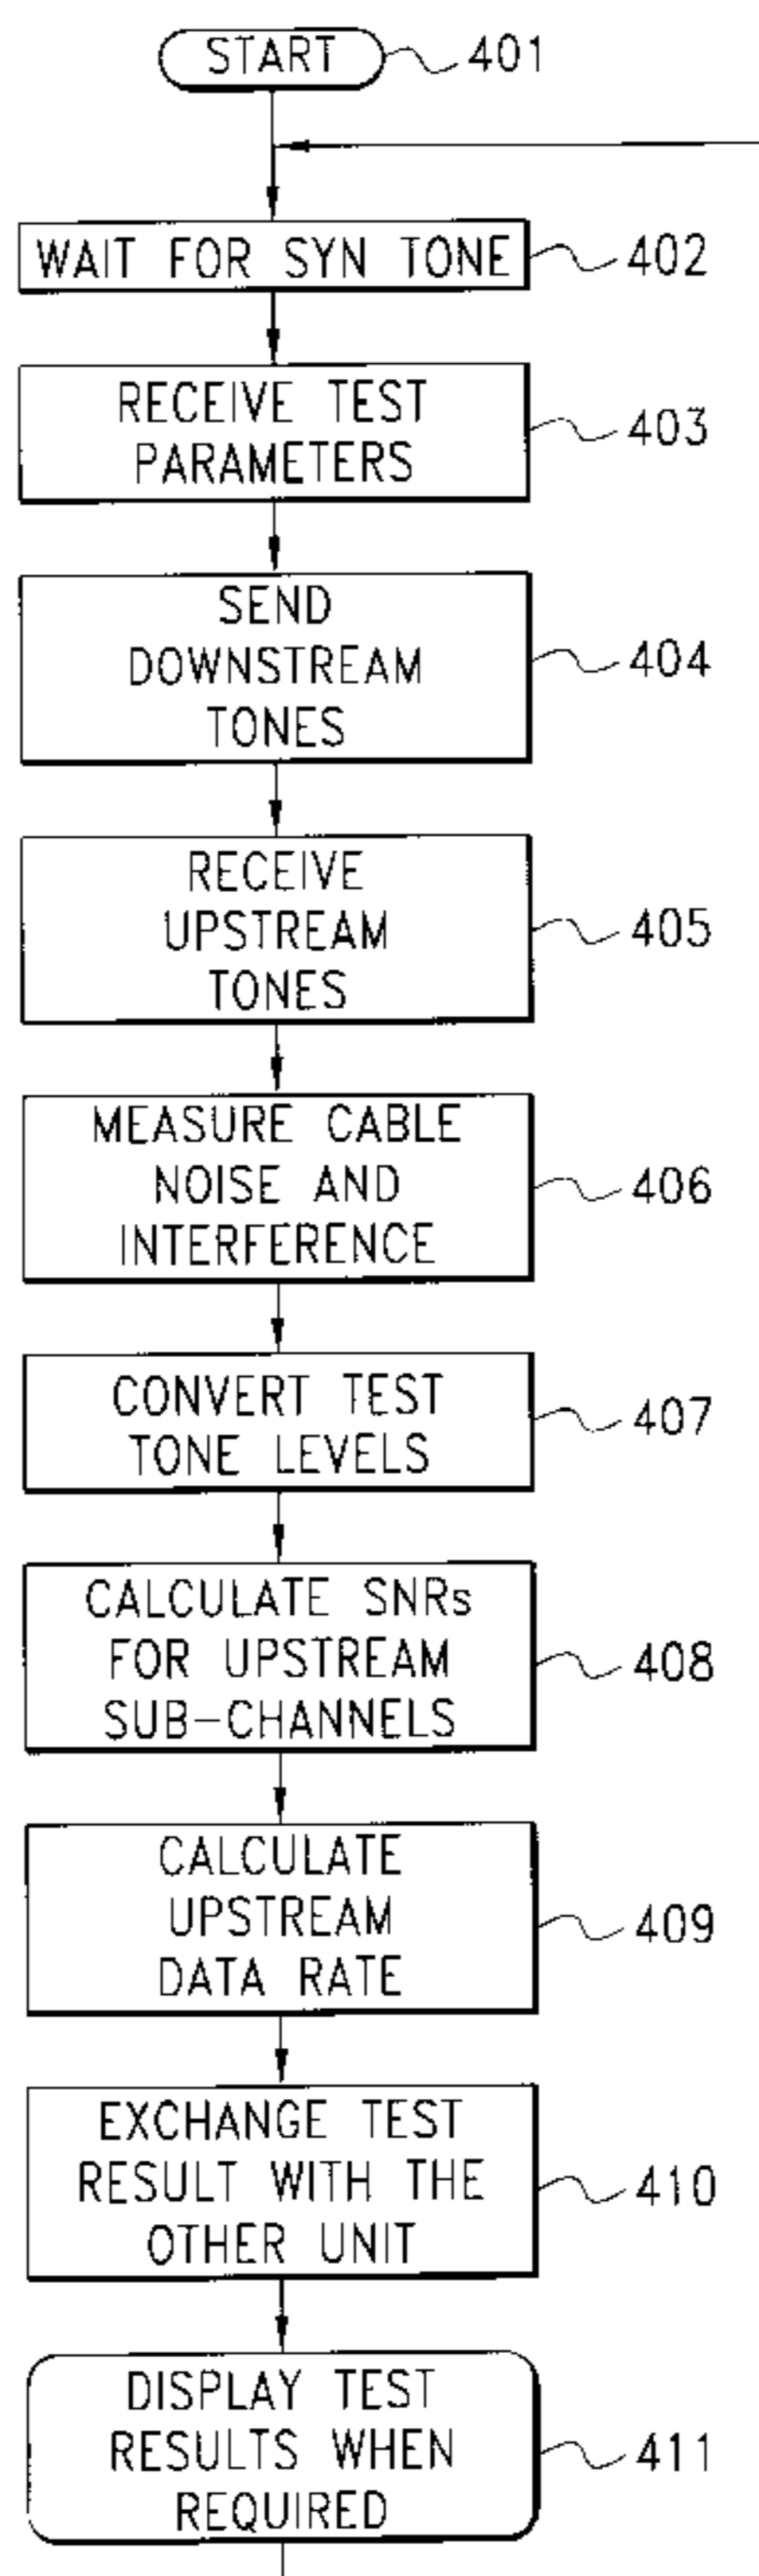 START 401
WAIT FOR SYN TONE 402
RECEIVE TEST
PARAMETERS
403
SEND
DOWNSTREAM
TONES
404
RECEIVE
UPSTREAM
TONES
405
MEASURE CABLE
NOISE AND
INTERFERENCE
406
CONVERT TEST
TONE LEVELS
407
CALCULATE SNRs
FOR UPSTREAM
SUB-CHANNELS
408
CALCULATE
UPSTREAM
DATA RATE
409
EXCHANGE TEST
RESULT WITH THE
OTHER UNIT
410
DISPLAY TEST
RESULTS WHEN
REQUIRED
411